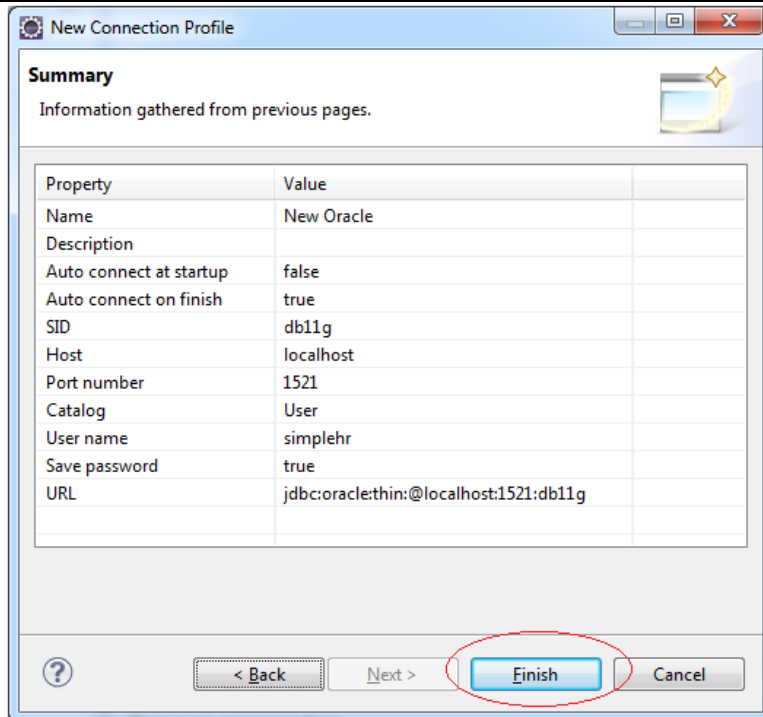 New Connection Profile
Summary
Information gathered from previous pages.
Property Value
Name New Oracle
Description
Auto connect at startup false
Auto connect on finish true
SID db11g
Host localhost
Port number 1521
Catalog User
User name simplehr
Save password true
URL jdbc:oracle:thin:@localhost:1521:db11g
? < Back Next > Finish Cancel